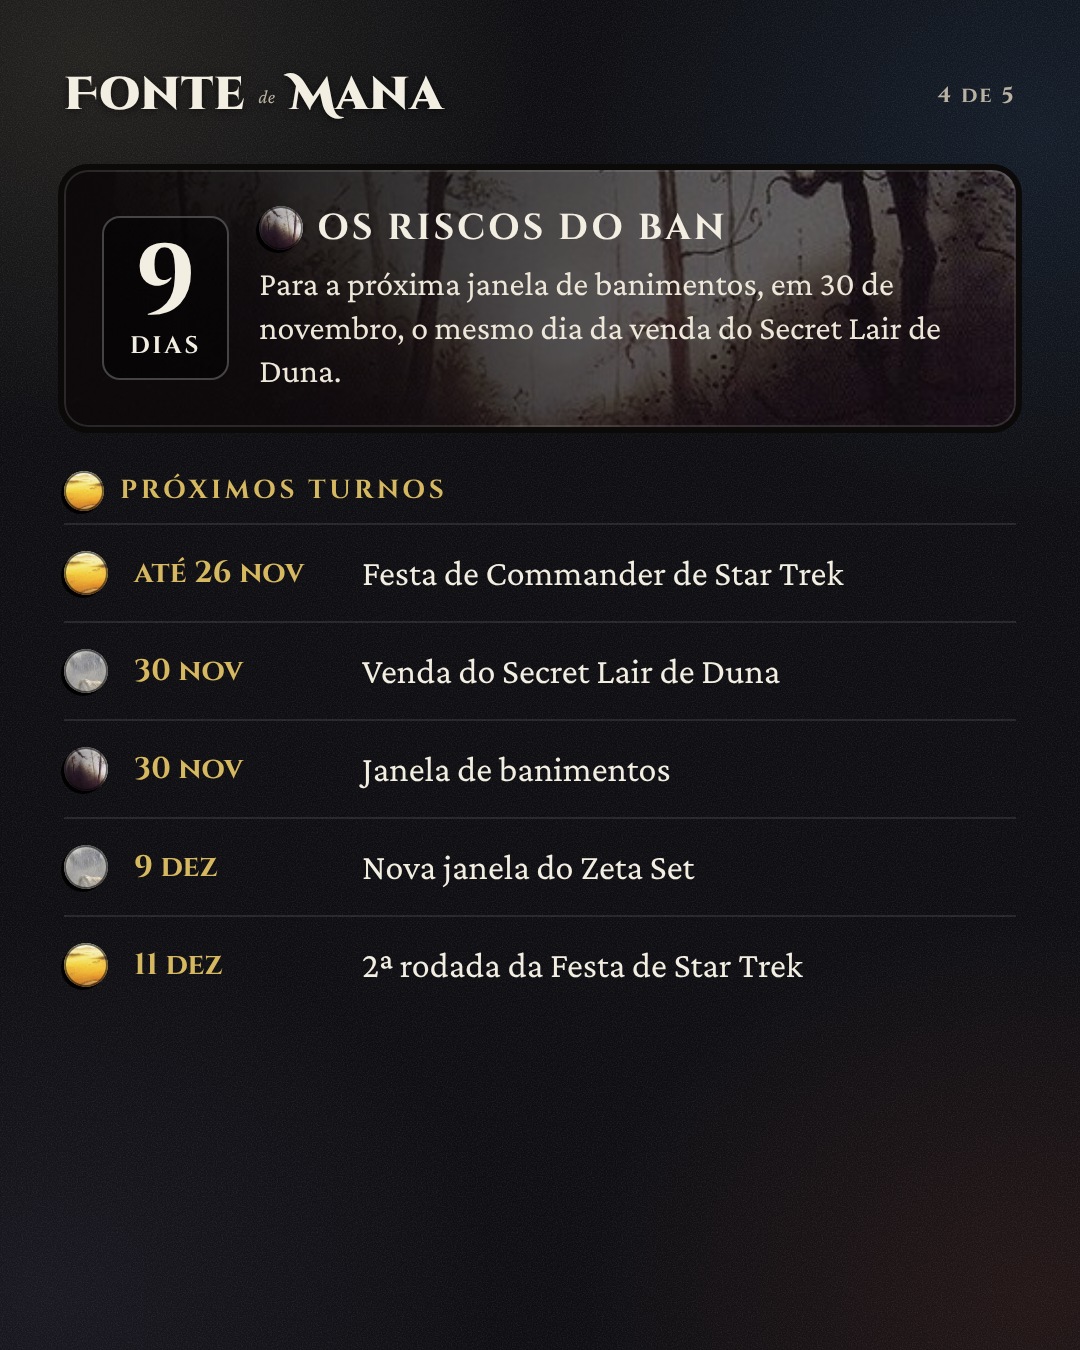 Fonte de Mana
4 DE 5
9
DIAS
OS RISCOS DO BAN
Para a próxima janela de banimentos, em 30 de
novembro, o mesmo dia da venda do Secret Lair de
Duna.
PRÓXIMOS TURNOS
ATÉ 26 NOV Festa de Commander de Star Trek
30 NOV Venda do Secret Lair de Duna
30 NOV Janela de banimentos
9 DEZ Nova janela do Zeta Set
11 DEZ 2ª rodada da Festa de Star Trek